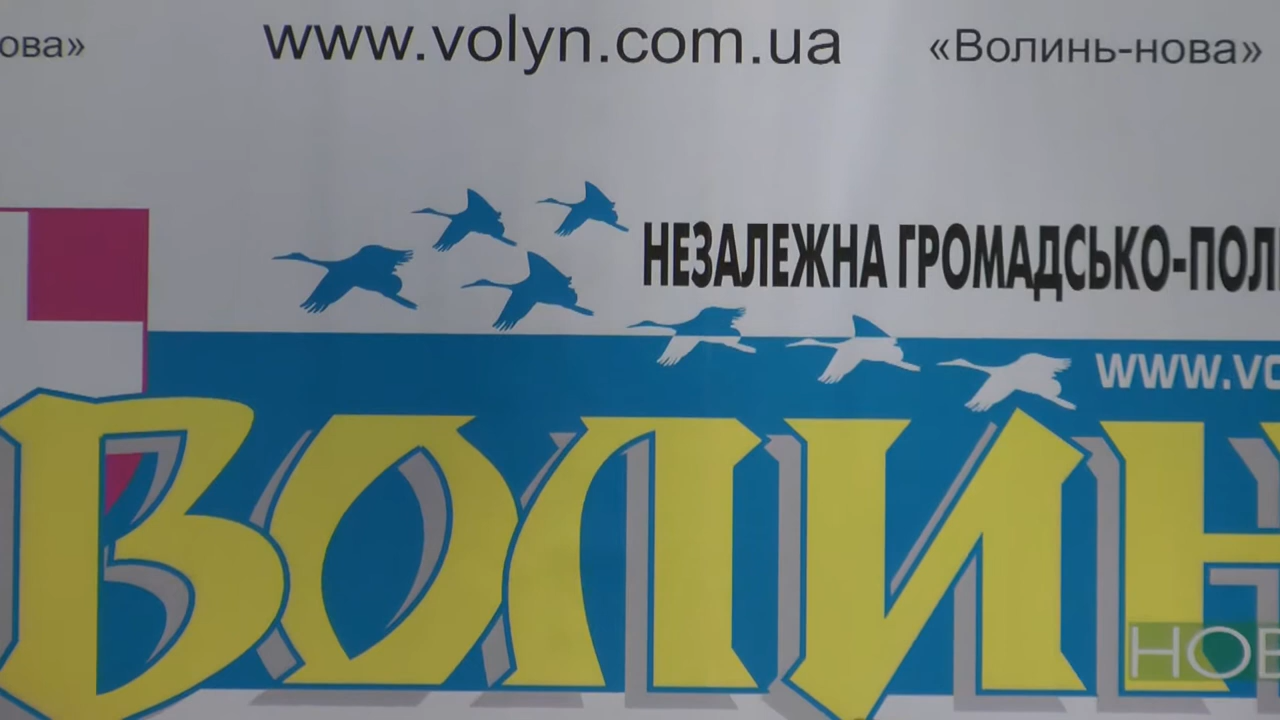 ова» www.volyn.com.ua «Волинь-нова»
НЕЗАЛЕЖНА ГРОМАДСЬКО-ПОЛІ
www.vo
ВОЛИН
НОВ